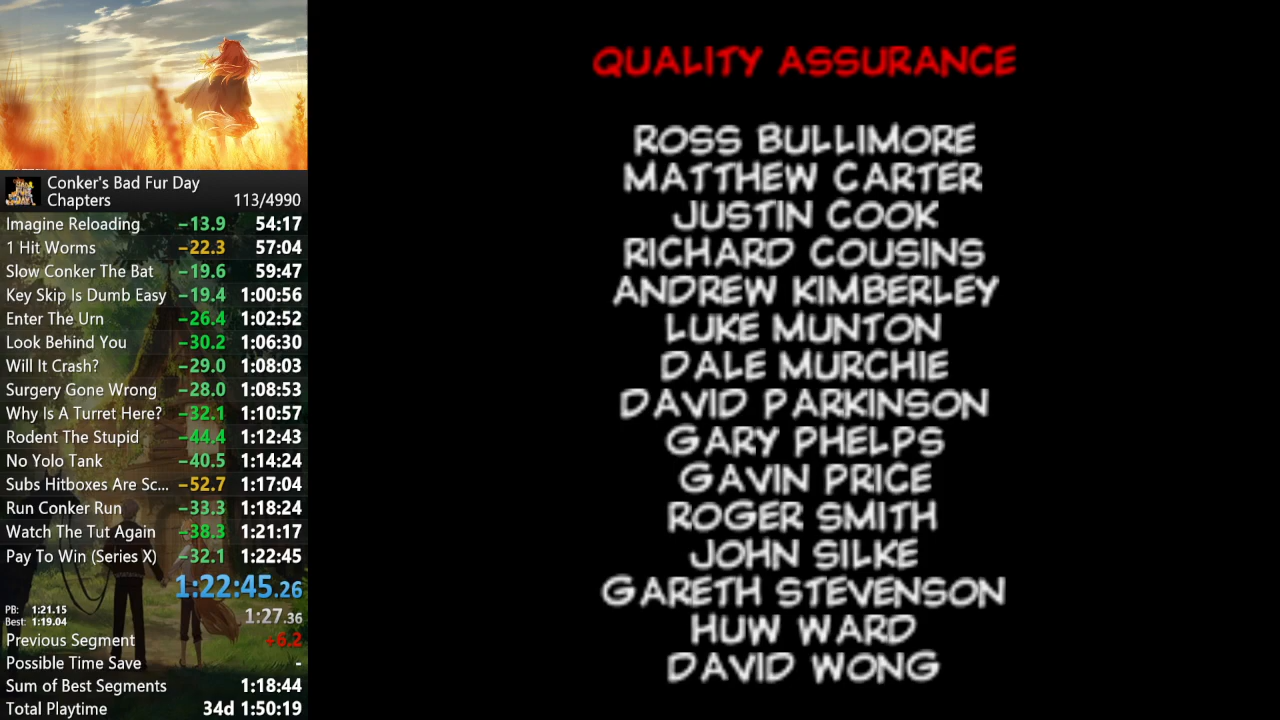 Conker's Bad Fur Day
Chapters 113/4990
Imagine Reloading -13.9 54:17
1 Hit Worms -22.3 57:04
Slow Conker The Bat -19.6 59:47
Key Skip Is Dumb Easy -19.4 1:00:56
Enter The Urn -26.4 1:02:52
Look Behind You -30.2 1:06:30
Will It Crash? -29.0 1:08:03
Surgery Gone Wrong -28.0 1:08:53
Why Is A Turret Here? -32.1 1:10:57
Rodent The Stupid -44.4 1:12:43
No Yolo Tank -40.5 1:14:24
Subs Hitboxes Are Sc... -52.7 1:17:04
Run Conker Run -33.3 1:18:24
Watch The Tut Again -38.3 1:21:17
Pay To Win (Series X) -32.1 1:22:45
1:22:45.26
PB: 1:21.15
Best: 1:19.04
1:27.36
Previous Segment +6.2
Possible Time Save -
Sum of Best Segments 1:18:44
Total Playtime 34d 1:50:19
QUALITY ASSURANCE
ROSS BULLIMORE
MATTHEW CARTER
JUSTIN COOK
RICHARD COUSINS
ANDREW KIMBERLEY
LUKE MUNTON
DALE MURCHIE
DAVID PARKINSON
GARY PHELPS
GAVIN PRICE
ROGER SMITH
JOHN SILKE
GARETH STEVENSON
HUW WARD
DAVID WONG